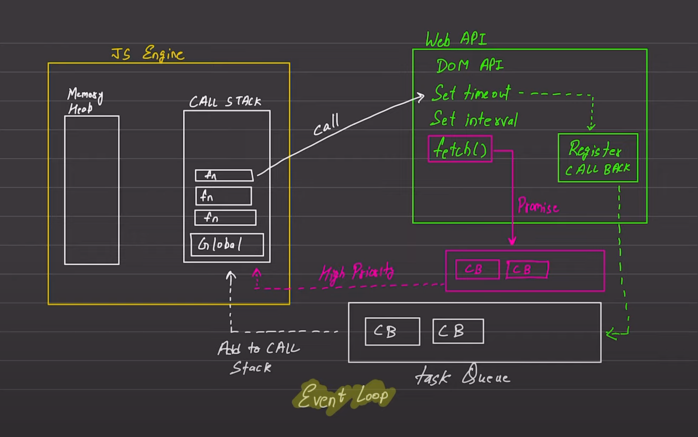 JS Engine
Memory
Heap
CALL STACK
fn
fn
fn
Global
call
Web API
DOM API
Set timeout
Set interval
fetch()
Register
CALL BACK
Promise
CB CB
High Priority
CB CB
Add to CALL
Stack
task Queue
Event Loop